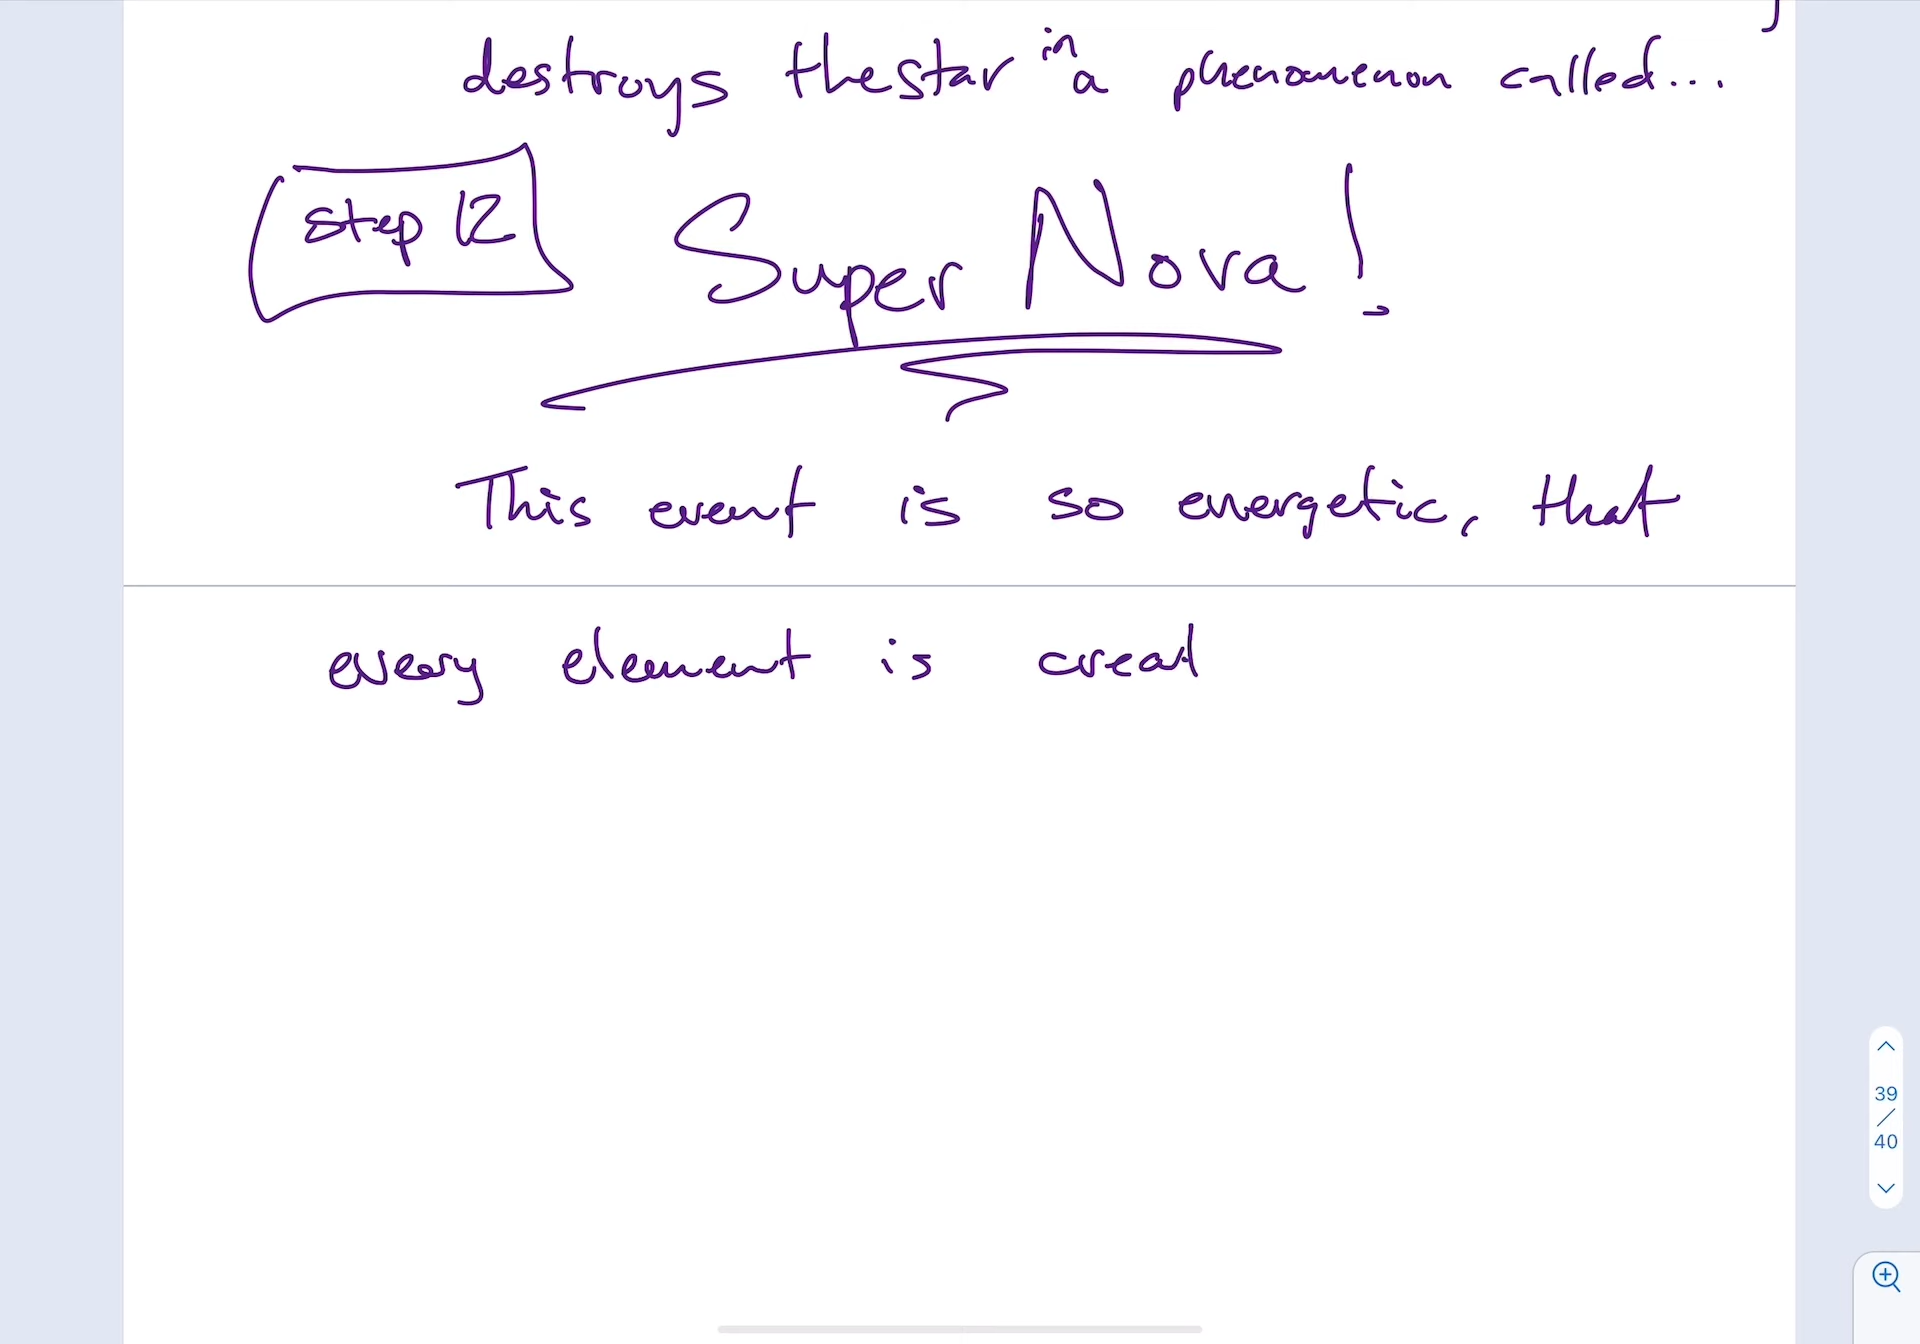 destroys the star in a phenomenon called...
step 12 Super Nova!
This event is so energetic, that
every element is creat
39
/
40